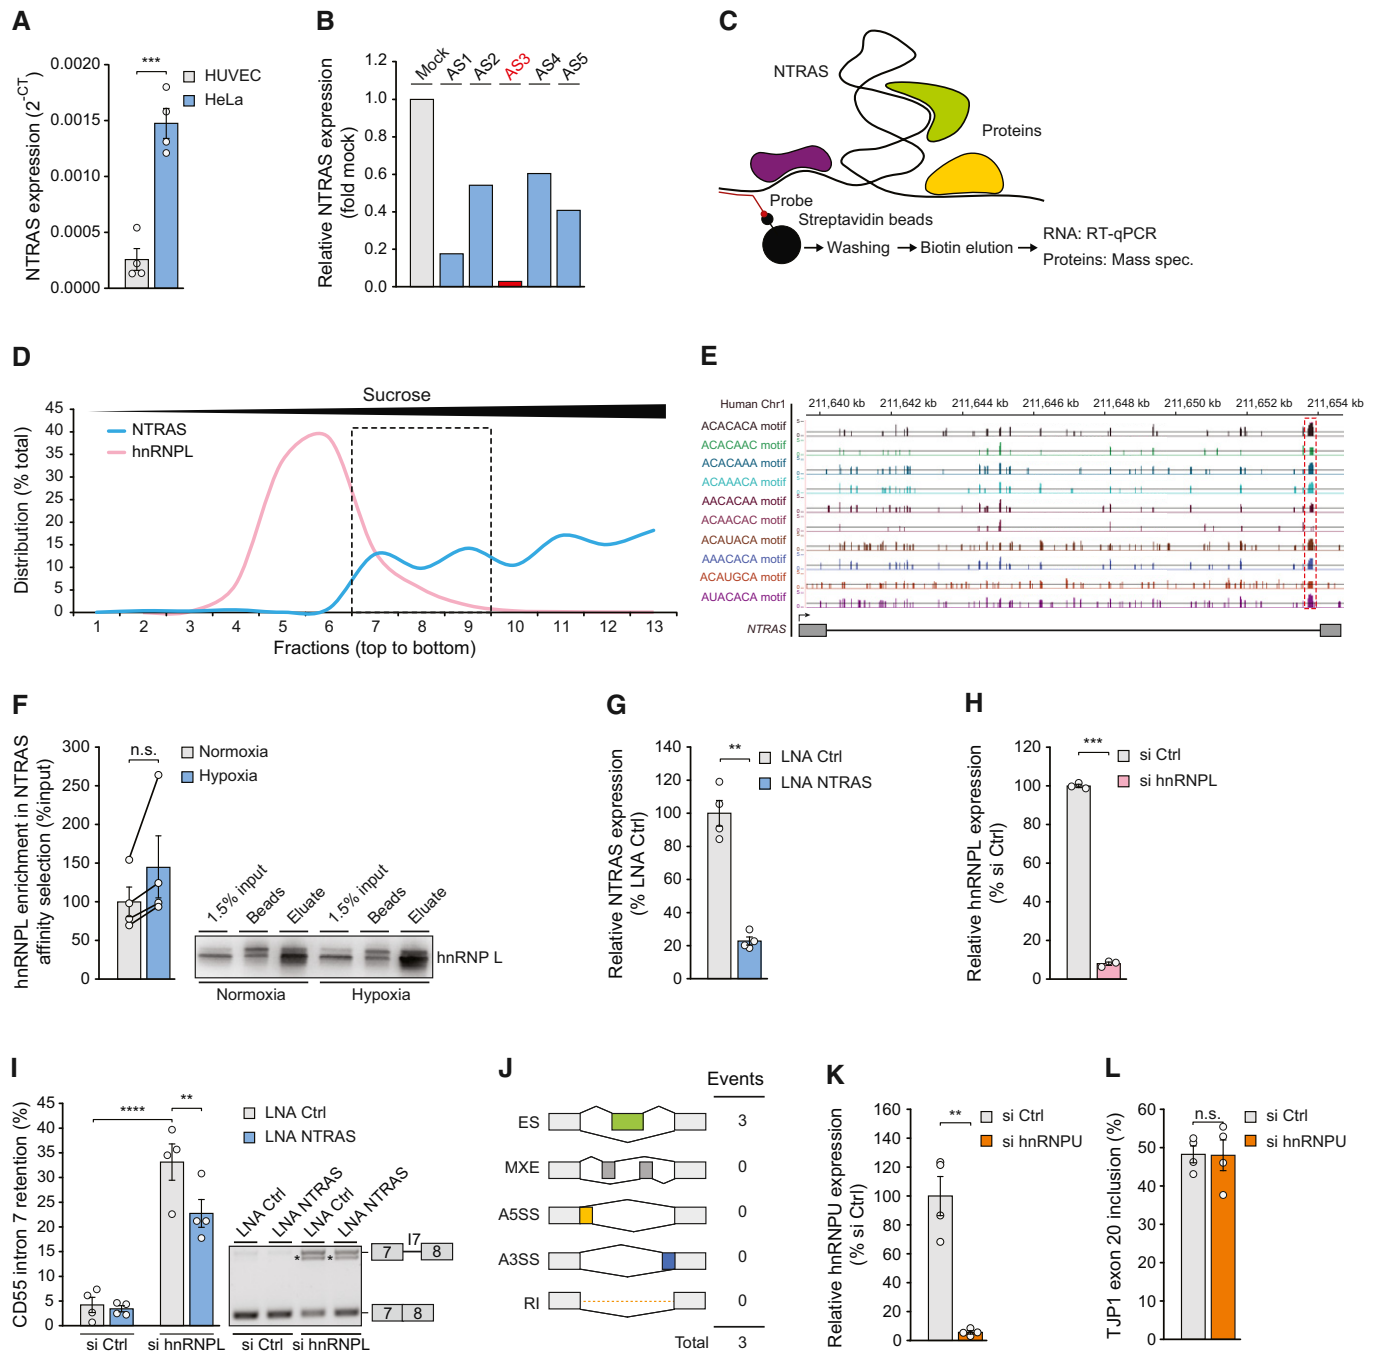 A
NTRAS expression (2^-CT)
0.0020
0.0015
0.0010
0.0005
0.0000
***
HUVEC
HeLa
B
Relative NTRAS expression
(fold mock)
1.2
1.0
0.8
0.6
0.4
0.2
0.0
Mock
AS1
AS2
AS3
AS4
AS5
C
NTRAS
Proteins
Probe
Streptavidin beads
Washing
Biotin elution
RNA: RT-qPCR
Proteins: Mass spec.
D
Sucrose
Distribution (% total)
45
40
35
30
25
20
15
10
5
0
NTRAS
hnRNPL
1 2 3 4 5 6 7 8 9 10 11 12 13
Fractions (top to bottom)
E
Human Chr1
211,640 kb 211,642 kb 211,644 kb 211,646 kb 211,648 kb 211,650 kb 211,652 kb 211,654 kb
ACACACA motif
ACACAAC motif
ACACAAA motif
ACAAACA motif
AACACAA motif
ACAACAC motif
ACAUACA motif
AAACACA motif
ACAUGCA motif
AUACACA motif
NTRAS
F
hnRNPL enrichment in NTRAS
affinity selection (%input)
300
250
200
150
100
50
0
n.s.
Normoxia
Hypoxia
1.5% input
Beads
Eluate
1.5% input
Beads
Eluate
hnRNP L
Normoxia
Hypoxia
G
Relative NTRAS expression
(% LNA Ctrl)
140
120
100
80
60
40
20
0
**
LNA Ctrl
LNA NTRAS
H
Relative hnRNPL expression
(% si Ctrl)
120
100
80
60
40
20
0
***
si Ctrl
si hnRNPL
I
CD55 intron 7 retention (%)
45
40
35
30
25
20
15
10
5
0
****
**
LNA Ctrl
LNA NTRAS
si Ctrl
si hnRNPL
LNA Ctrl
LNA NTRAS
LNA Ctrl
LNA NTRAS
*
*
I7
7 8
7 8
si Ctrl
si hnRNPL
J
Events
ES 3
MXE 0
A5SS 0
A3SS 0
RI 0
Total 3
K
Relative hnRNPU expression
(% si Ctrl)
160
140
120
100
80
60
40
20
0
**
si Ctrl
si hnRNPU
L
TJP1 exon 20 inclusion (%)
60
50
40
30
20
10
0
n.s.
si Ctrl
si hnRNPU